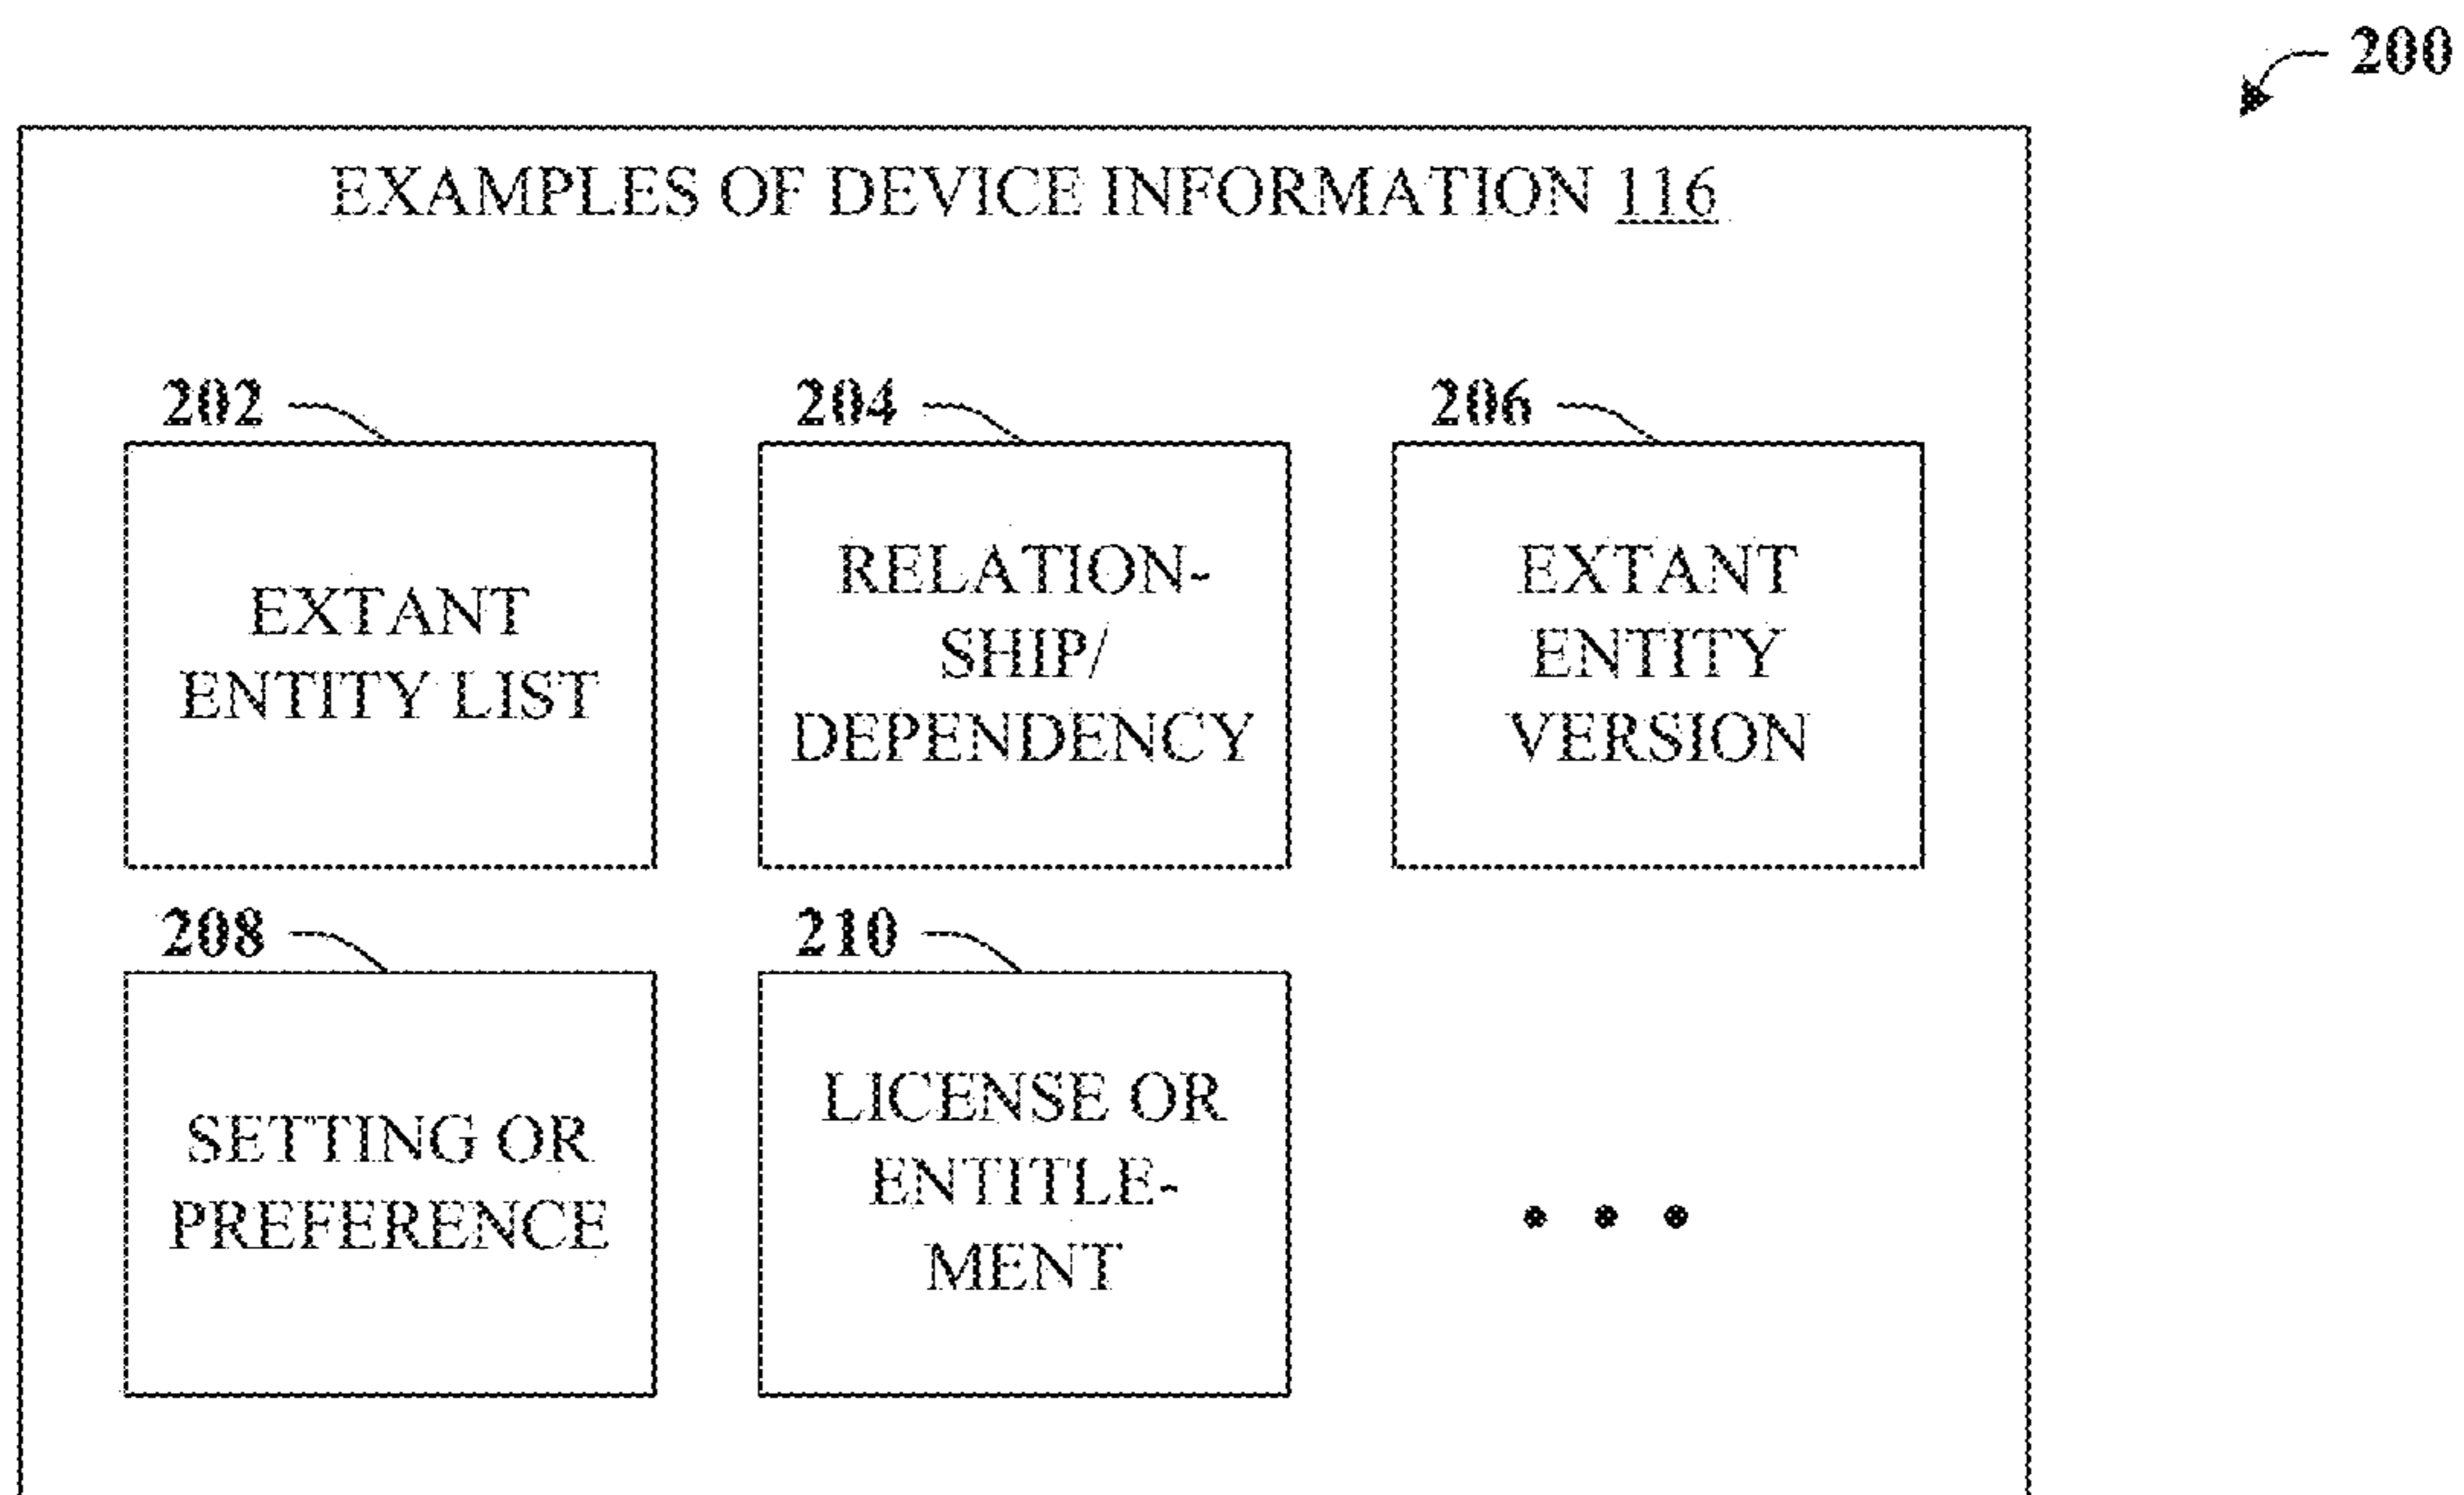 200
EXAMPLES OF DEVICE INFORMATION 116
202
204
206
EXTANT
ENTITY LIST
RELATION-
SHIP/
DEPENDENCY
EXTANT
ENTITY
VERSION
208
210
SETTING OR
PREFERENCE
LICENSE OR
ENTITLE-
MENT
• • •